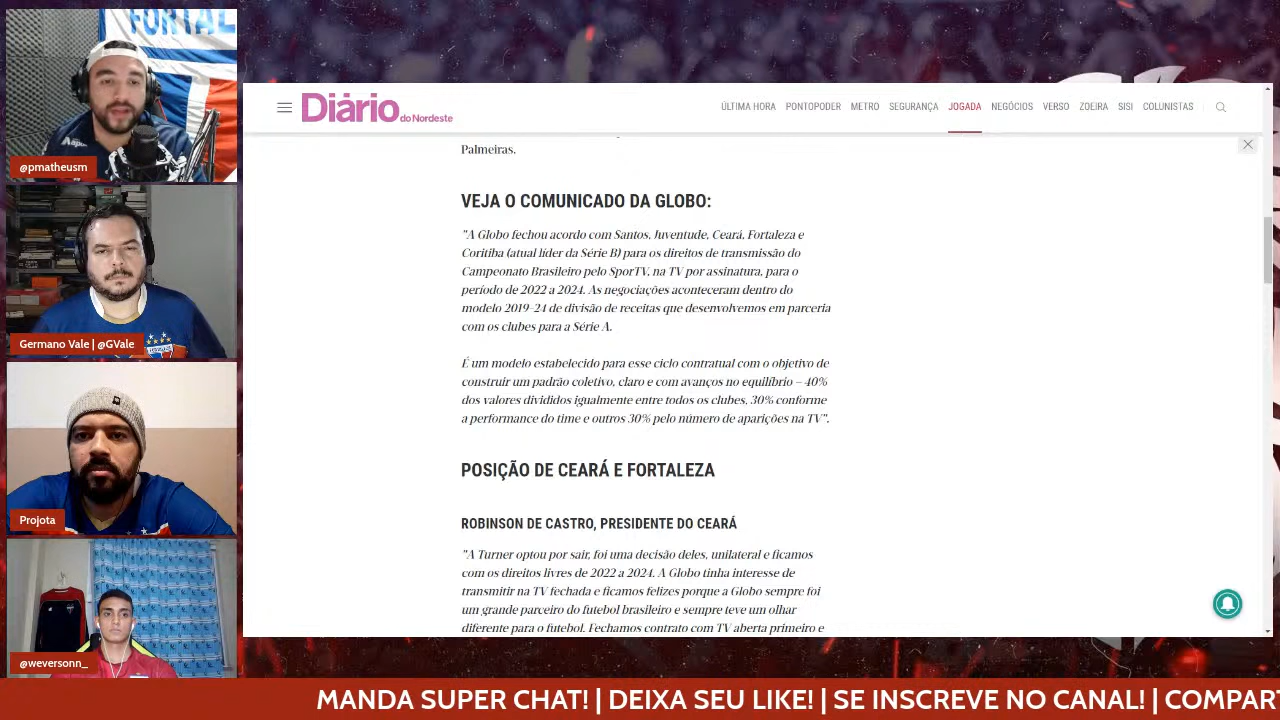 FORTAL
@pmatheusm
Germano Vale | @GVale
Projota
@weversonn_
Diário do Nordeste
ÚLTIMA HORA PONTOPODER METRO SEGURANÇA JOGADA NEGÓCIOS VERSO ZOEIRA SISI COLUNISTAS
Palmeiras.
VEJA O COMUNICADO DA GLOBO:
"A Globo fechou acordo com Santos, Juventude, Ceará, Fortaleza e
Coritiba (atual líder da Série B) para os direitos de transmissão do
Campeonato Brasileiro pelo SporTV, na TV por assinatura, para o
período de 2022 a 2024. As negociações aconteceram dentro do
modelo 2019-24 de divisão de receitas que desenvolvemos em parceria
com os clubes para a Série A.
É um modelo estabelecido para esse ciclo contratual com o objetivo de
construir um padrão coletivo, claro e com avanços no equilíbrio – 40%
dos valores divididos igualmente entre todos os clubes, 30% conforme
a performance do time e outros 30% pelo número de aparições na TV".
POSIÇÃO DE CEARÁ E FORTALEZA
ROBINSON DE CASTRO, PRESIDENTE DO CEARÁ
"A Turner optou por sair, foi uma decisão deles, unilateral e ficamos
com os direitos livres de 2022 a 2024. A Globo tinha interesse de
transmitir na TV fechada e ficamos felizes porque a Globo sempre foi
um grande parceiro do futebol brasileiro e sempre teve um olhar
diferente para o futebol. Fechamos contrato com TV aberta primeiro e
MANDA SUPER CHAT! | DEIXA SEU LIKE! | SE INSCREVE NO CANAL! | COMPART